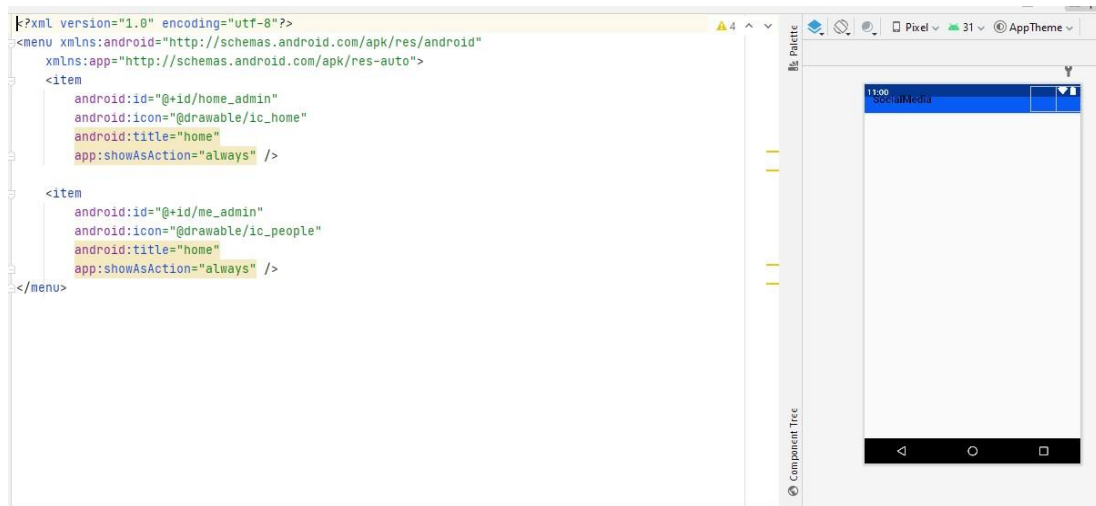 <?xml version="1.0" encoding="utf-8"?>
<menu xmlns:android="http://schemas.android.com/apk/res/android"
    xmlns:app="http://schemas.android.com/apk/res-auto">
    <item
        android:id="@+id/home_admin"
        android:icon="@drawable/ic_home"
        android:title="home"
        app:showAsAction="always" />

    <item
        android:id="@+id/me_admin"
        android:icon="@drawable/ic_people"
        android:title="home"
        app:showAsAction="always" />
</menu>
4
Palette
Component Tree
Pixel 31 AppTheme
11:00
SocialMedia